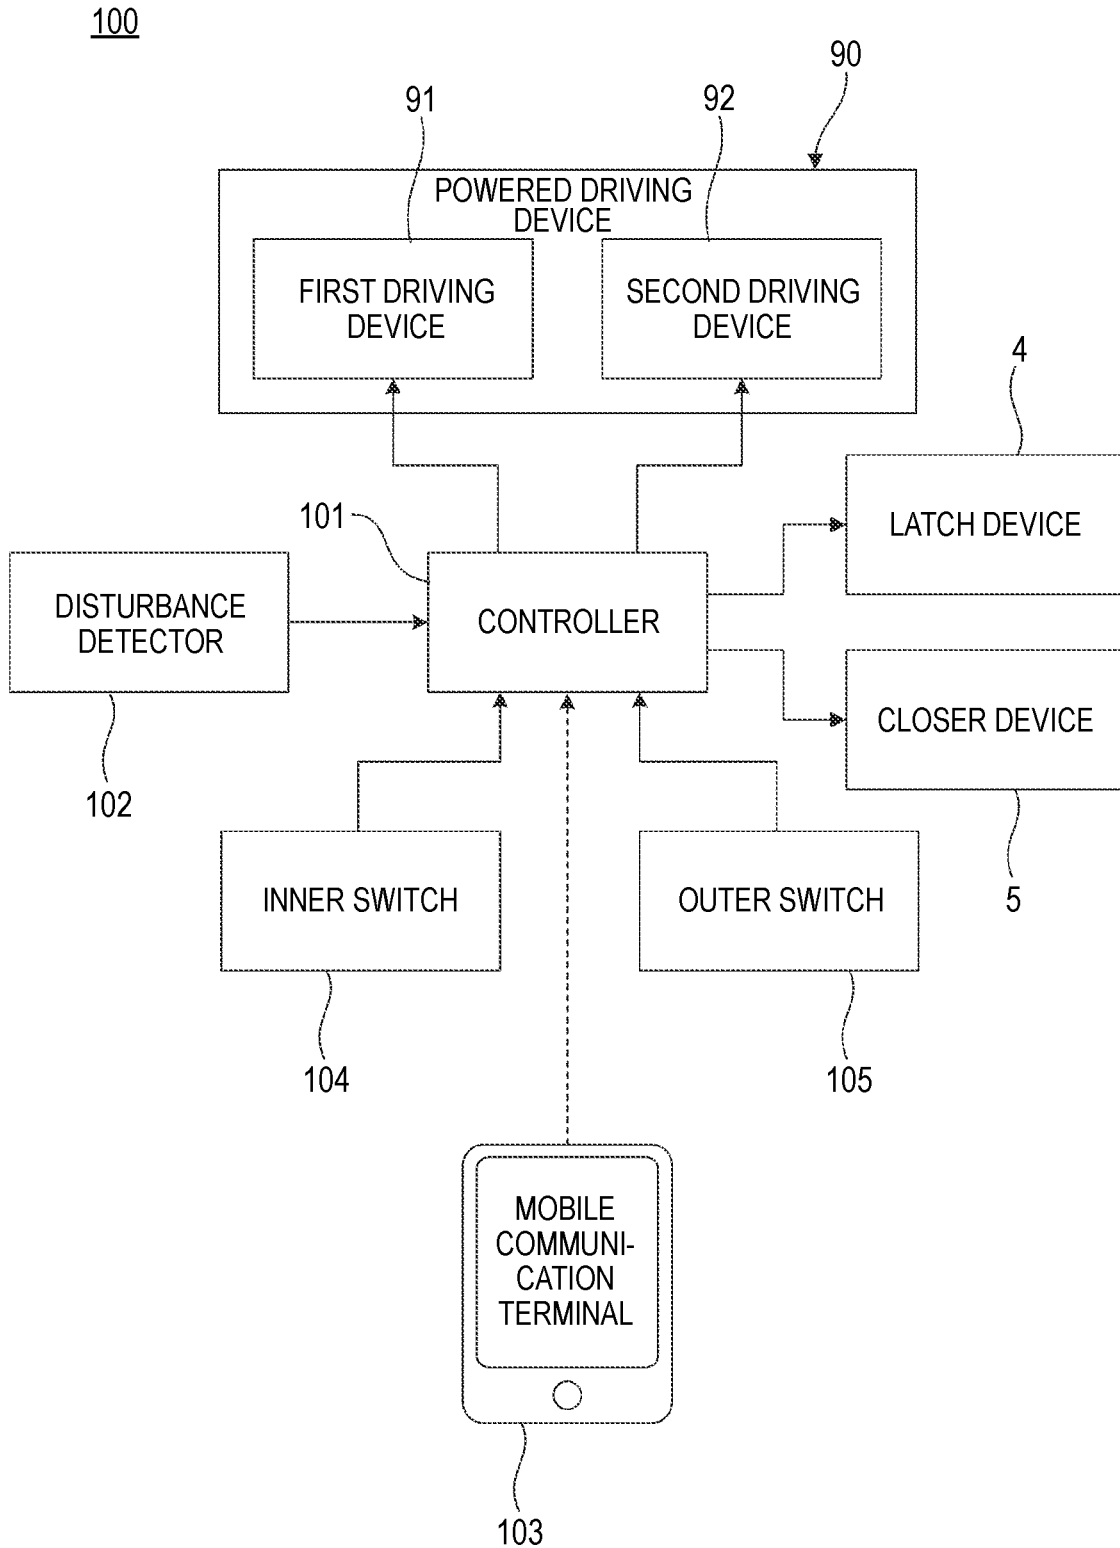 100
90
91
92
POWERED DRIVING
DEVICE
FIRST DRIVING
DEVICE
SECOND DRIVING
DEVICE
4
LATCH DEVICE
101
DISTURBANCE
DETECTOR
CONTROLLER
CLOSER DEVICE
102
INNER SWITCH
OUTER SWITCH
5
104
105
MOBILE
COMMUNI-
CATION
TERMINAL
103